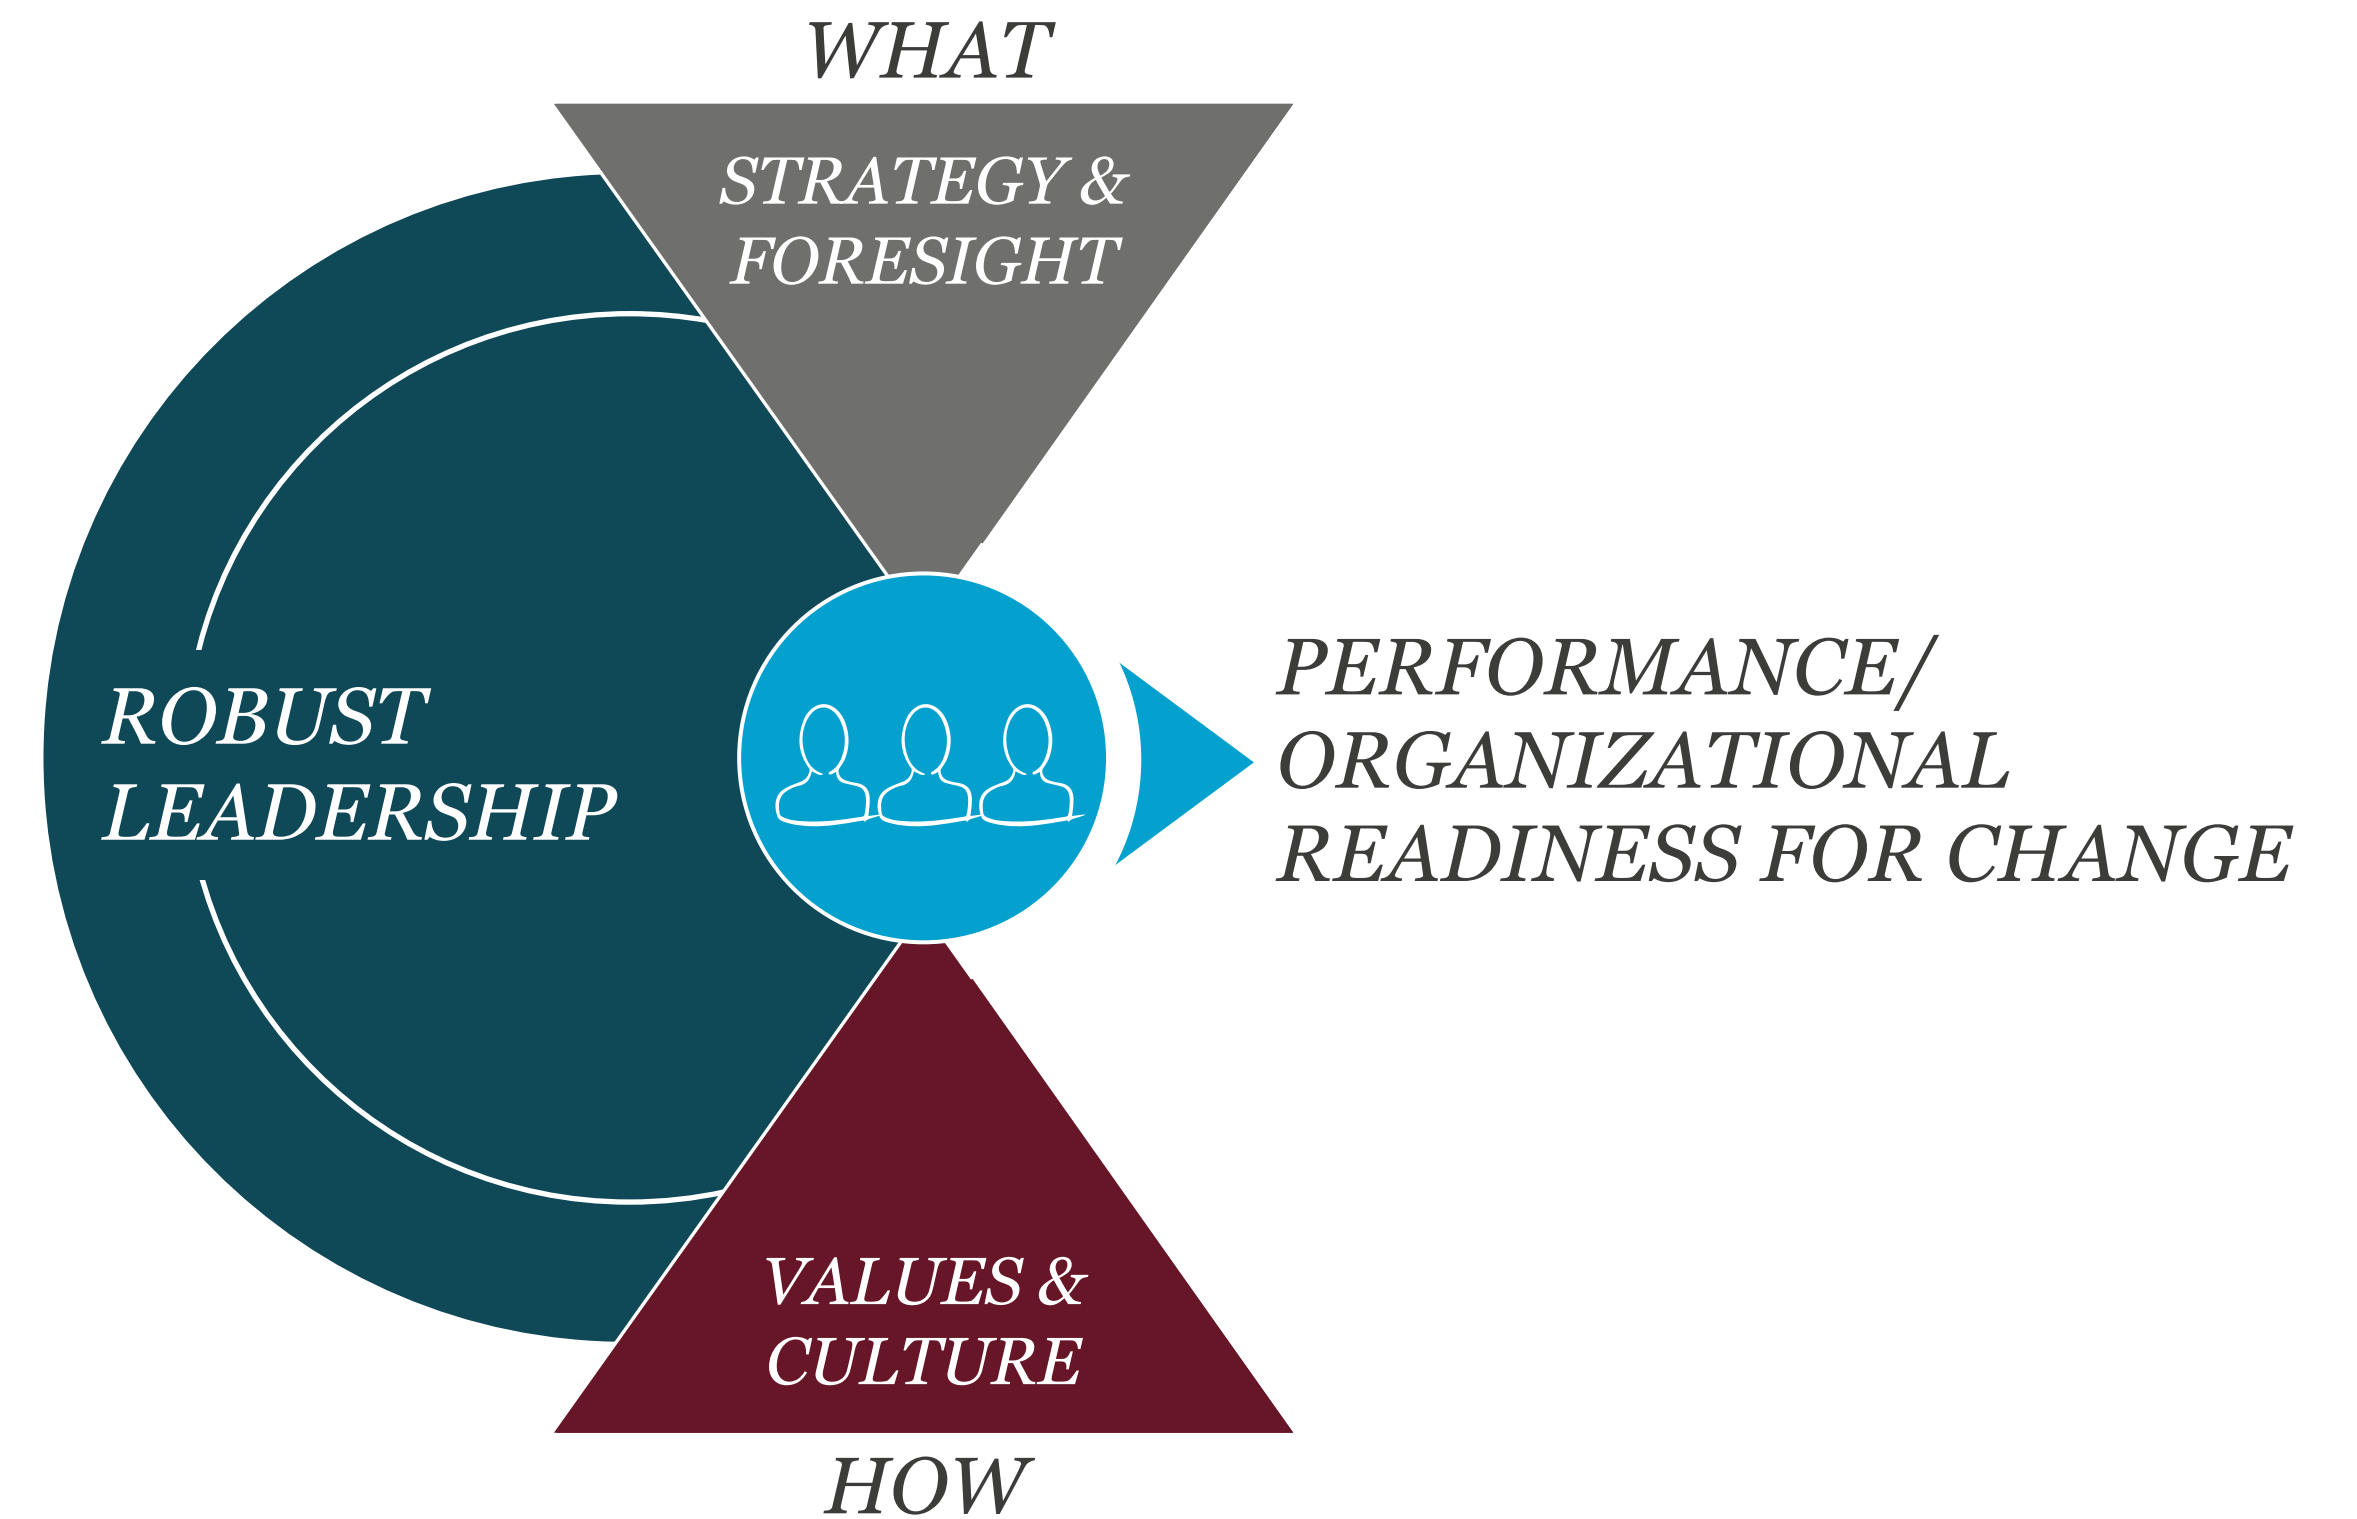 WHAT
STRATEGY &
FORESIGHT
ROBUST
LEADERSHIP
PERFORMANCE/
ORGANIZATIONAL
READINESS FOR CHANGE
VALUES &
CULTURE
HOW